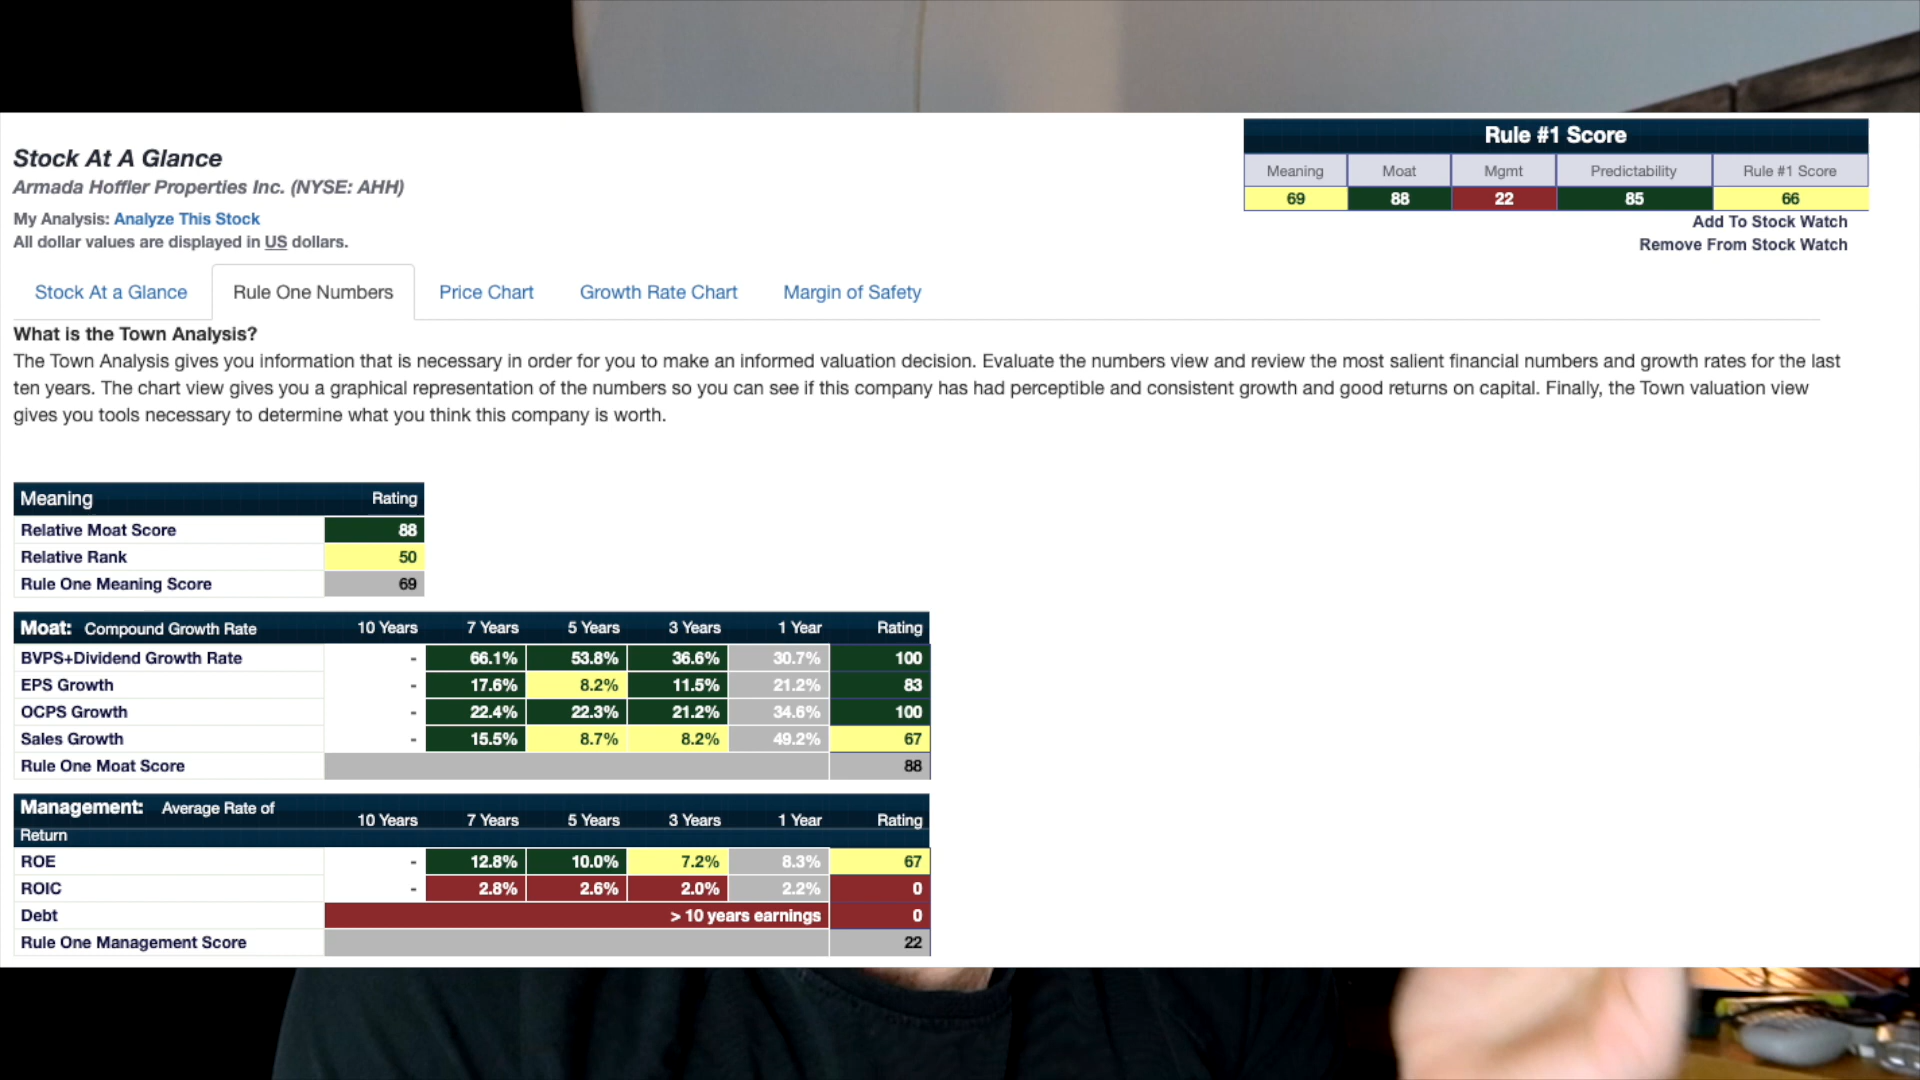 Stock At A Glance
Armada Hoffler Properties Inc. (NYSE: AHH)
My Analysis: Analyze This Stock
All dollar values are displayed in US dollars.
Rule #1 Score
Meaning Moat Mgmt Predictability Rule #1 Score
69 88 22 85 66
Add To Stock Watch
Remove From Stock Watch
Stock At a Glance Rule One Numbers Price Chart Growth Rate Chart Margin of Safety
What is the Town Analysis?
The Town Analysis gives you information that is necessary in order for you to make an informed valuation decision. Evaluate the numbers view and review the most salient financial numbers and growth rates for the last
ten years. The chart view gives you a graphical representation of the numbers so you can see if this company has had perceptible and consistent growth and good returns on capital. Finally, the Town valuation view
gives you tools necessary to determine what you think this company is worth.
Meaning Rating
Relative Moat Score 88
Relative Rank 50
Rule One Meaning Score 69
Moat: Compound Growth Rate 10 Years 7 Years 5 Years 3 Years 1 Year Rating
BVPS+Dividend Growth Rate - 66.1% 53.8% 36.6% 30.7% 100
EPS Growth - 17.6% 8.2% 11.5% 21.2% 83
OCPS Growth - 22.4% 22.3% 21.2% 34.6% 100
Sales Growth - 15.5% 8.7% 8.2% 49.2% 67
Rule One Moat Score 88
Management: Average Rate of
Return 10 Years 7 Years 5 Years 3 Years 1 Year Rating
ROE - 12.8% 10.0% 7.2% 8.3% 67
ROIC - 2.8% 2.6% 2.0% 2.2% 0
Debt > 10 years earnings 0
Rule One Management Score 22